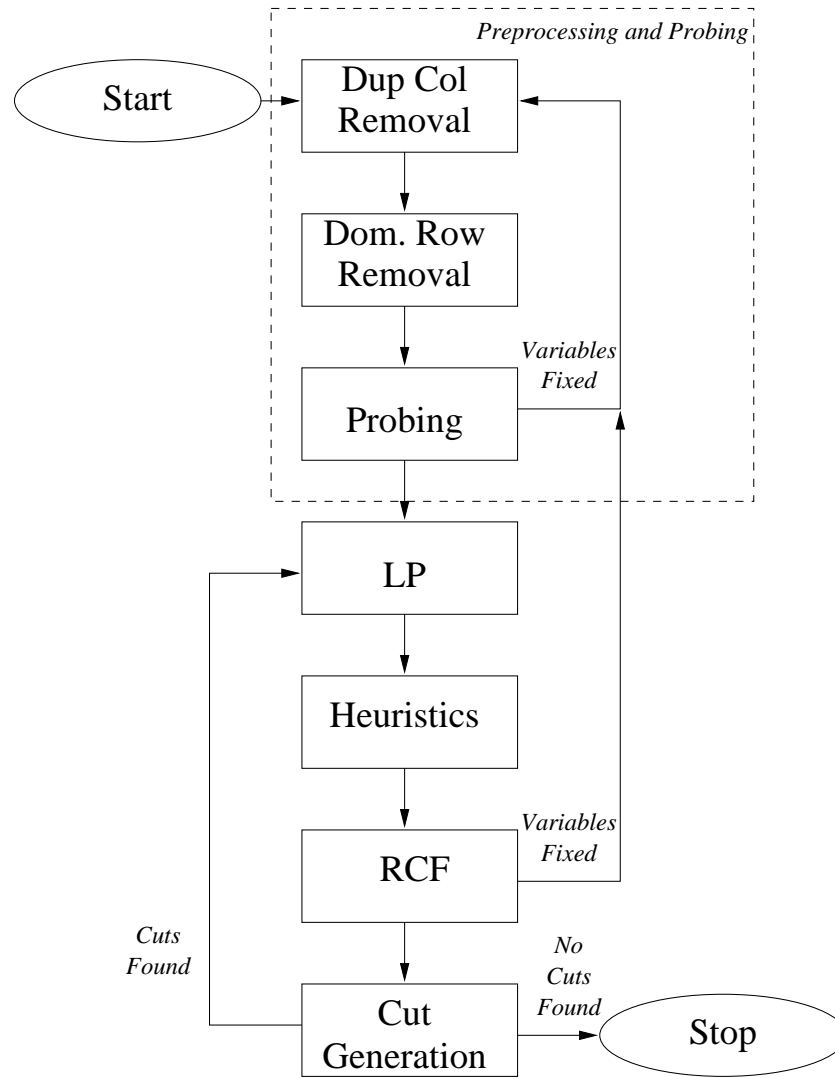 Preprocessing and Probing
Start
Dup Col
Removal
Dom. Row
Removal
Variables
Fixed
Probing
LP
Heuristics
Variables
Fixed
RCF
Cuts
Found
No
Cuts
Found
Cut
Generation
Stop